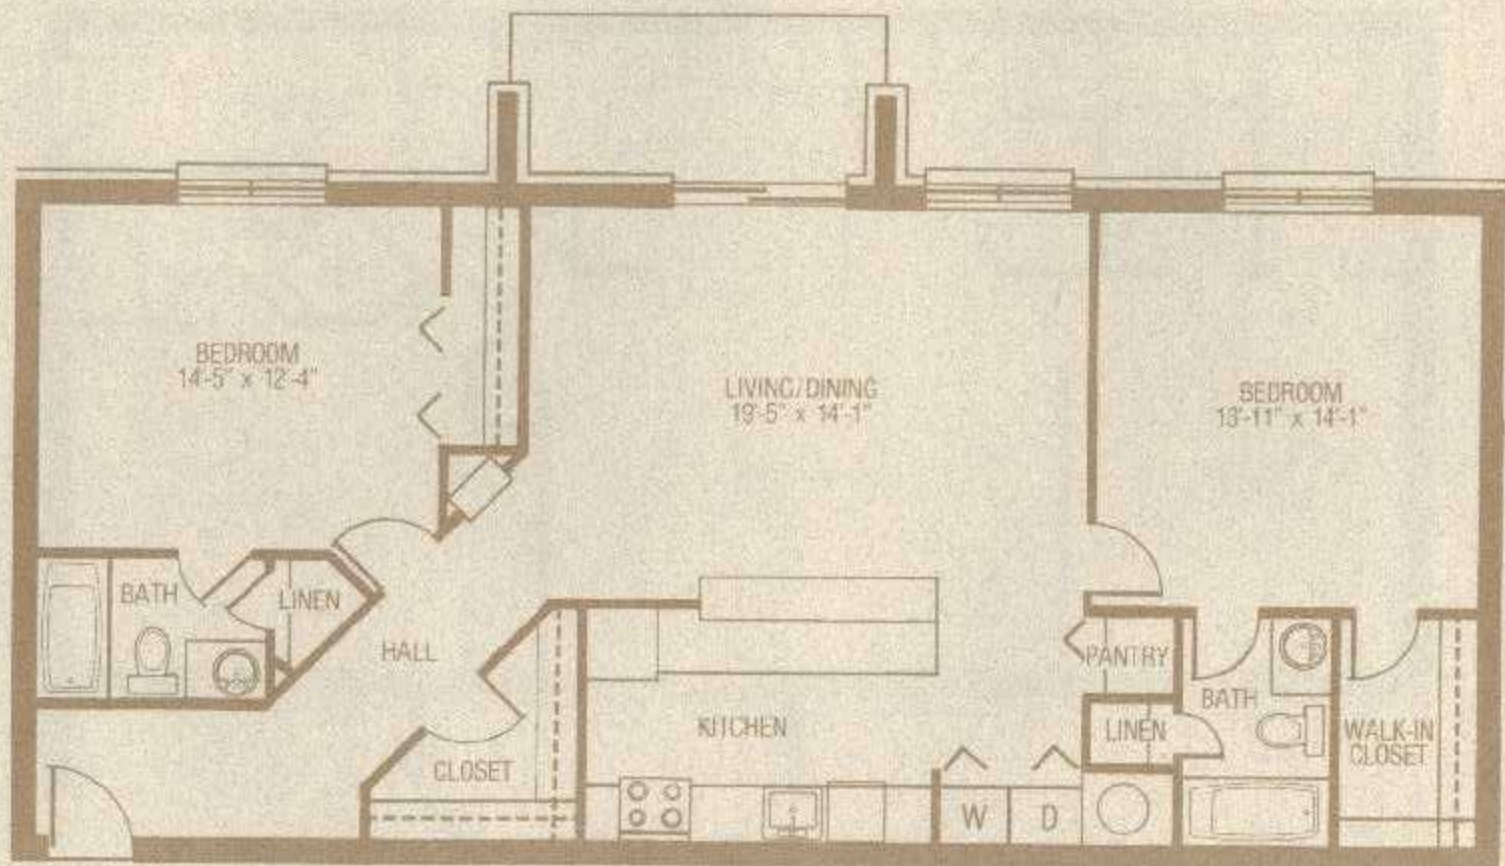 BEDROOM
14'-5" x 12'-4"
LIVING/DINING
19'-5" x 14'-1"
BEDROOM
13'-11" x 14'-1"
BATH
LINEN
HALL
CLOSET
KITCHEN
W
D
PANTRY
LINEN
BATH
WALK-IN
CLOSET